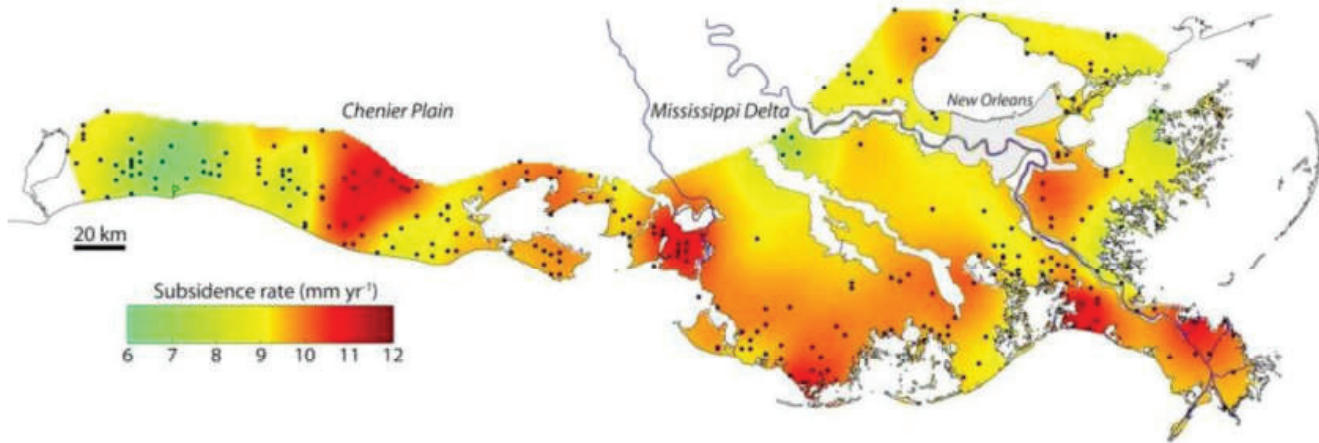 Chenier Plain
Mississippi Delta
New Orleans
20 km
Subsidence rate (mm yr⁻¹)
6 7 8 9 10 11 12